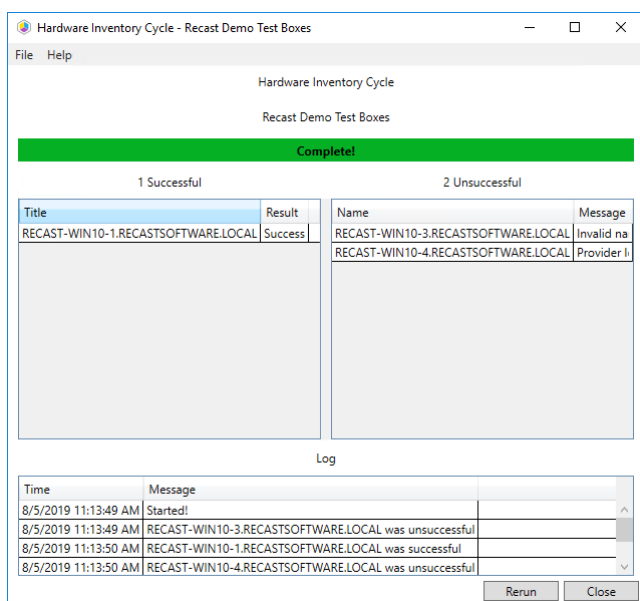 Hardware Inventory Cycle - Recast Demo Test Boxes
File Help
Hardware Inventory Cycle
Recast Demo Test Boxes
Complete!
1 Successful
2 Unsuccessful
Title Result
RECAST-WIN10-1.RECASTSOFTWARE.LOCAL Success
Name Message
RECAST-WIN10-3.RECASTSOFTWARE.LOCAL Invalid na
RECAST-WIN10-4.RECASTSOFTWARE.LOCAL Provider
Log
Time Message
8/5/2019 11:13:49 AM Started!
8/5/2019 11:13:49 AM RECAST-WIN10-3.RECASTSOFTWARE.LOCAL was unsuccessful
8/5/2019 11:13:50 AM RECAST-WIN10-1.RECASTSOFTWARE.LOCAL was successful
8/5/2019 11:13:50 AM RECAST-WIN10-4.RECASTSOFTWARE.LOCAL was unsuccessful
Rerun Close